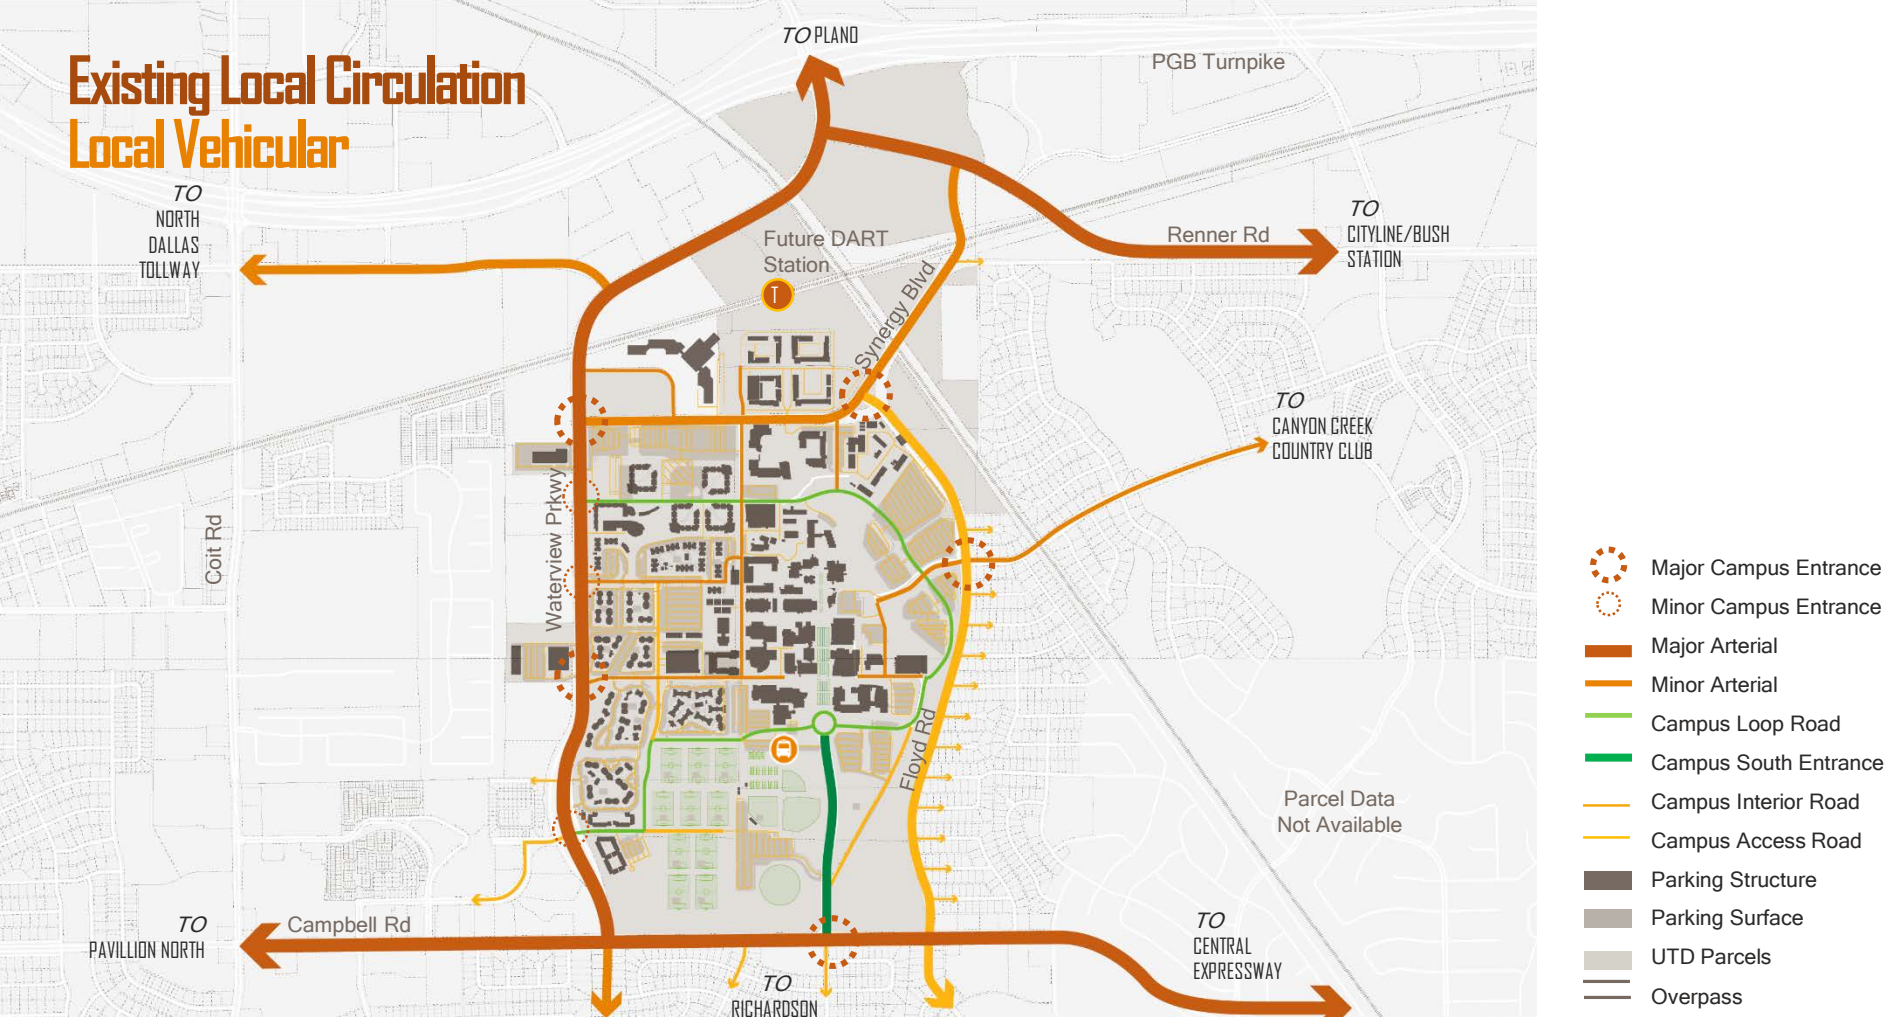 Existing Local Circulation
Local Vehicular
TO PLANO
PGB Turnpike
TO
NORTH
DALLAS
TOLLWAY
TO
CITYLINE/BUSH
STATION
Renner Rd
Future DART
Station
T
Synergy Blvd
TO
CANYON CREEK
COUNTRY CLUB
Waterview Prkwy
Coit Rd
Floyd Rd
Parcel Data
Not Available
TO
PAVILLION NORTH
Campbell Rd
TO
CENTRAL
EXPRESSWAY
TO
RICHARDSON
Major Campus Entrance
Minor Campus Entrance
Major Arterial
Minor Arterial
Campus Loop Road
Campus South Entrance
Campus Interior Road
Campus Access Road
Parking Structure
Parking Surface
UTD Parcels
Overpass